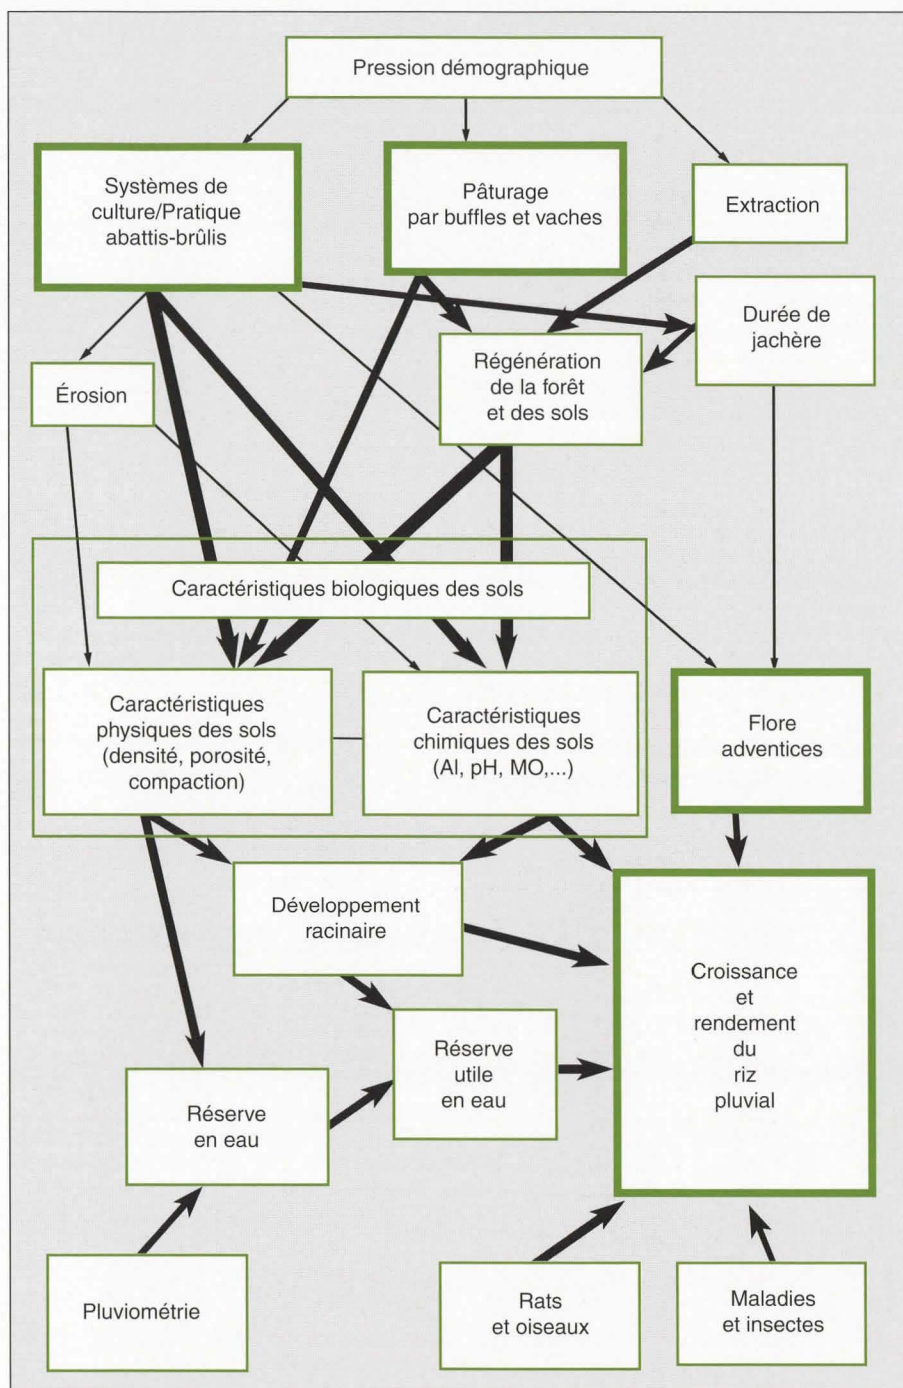 Pression démographique
Systèmes de
culture/Pratique
abattis-brûlis
Pâturage
par buffles et vaches
Extraction
Durée de
jachère
Régénération
de la forêt
et des sols
Érosion
Caractéristiques biologiques des sols
Caractéristiques
physiques des sols
(densité, porosité,
compaction)
Caractéristiques
chimiques des sols
(Al, pH, MO,...)
Flore
adventices
Développement
racinaire
Croissance
et
rendement
du
riz
pluvial
Réserve
utile
en eau
Réserve
en eau
Pluviométrie
Rats
et oiseaux
Maladies
et insectes